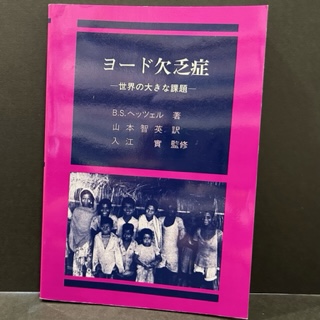 ヨード欠乏症
―世界の大きな課題―
B.S.ヘッツェル 著
山本智英 訳
入江 實 監修